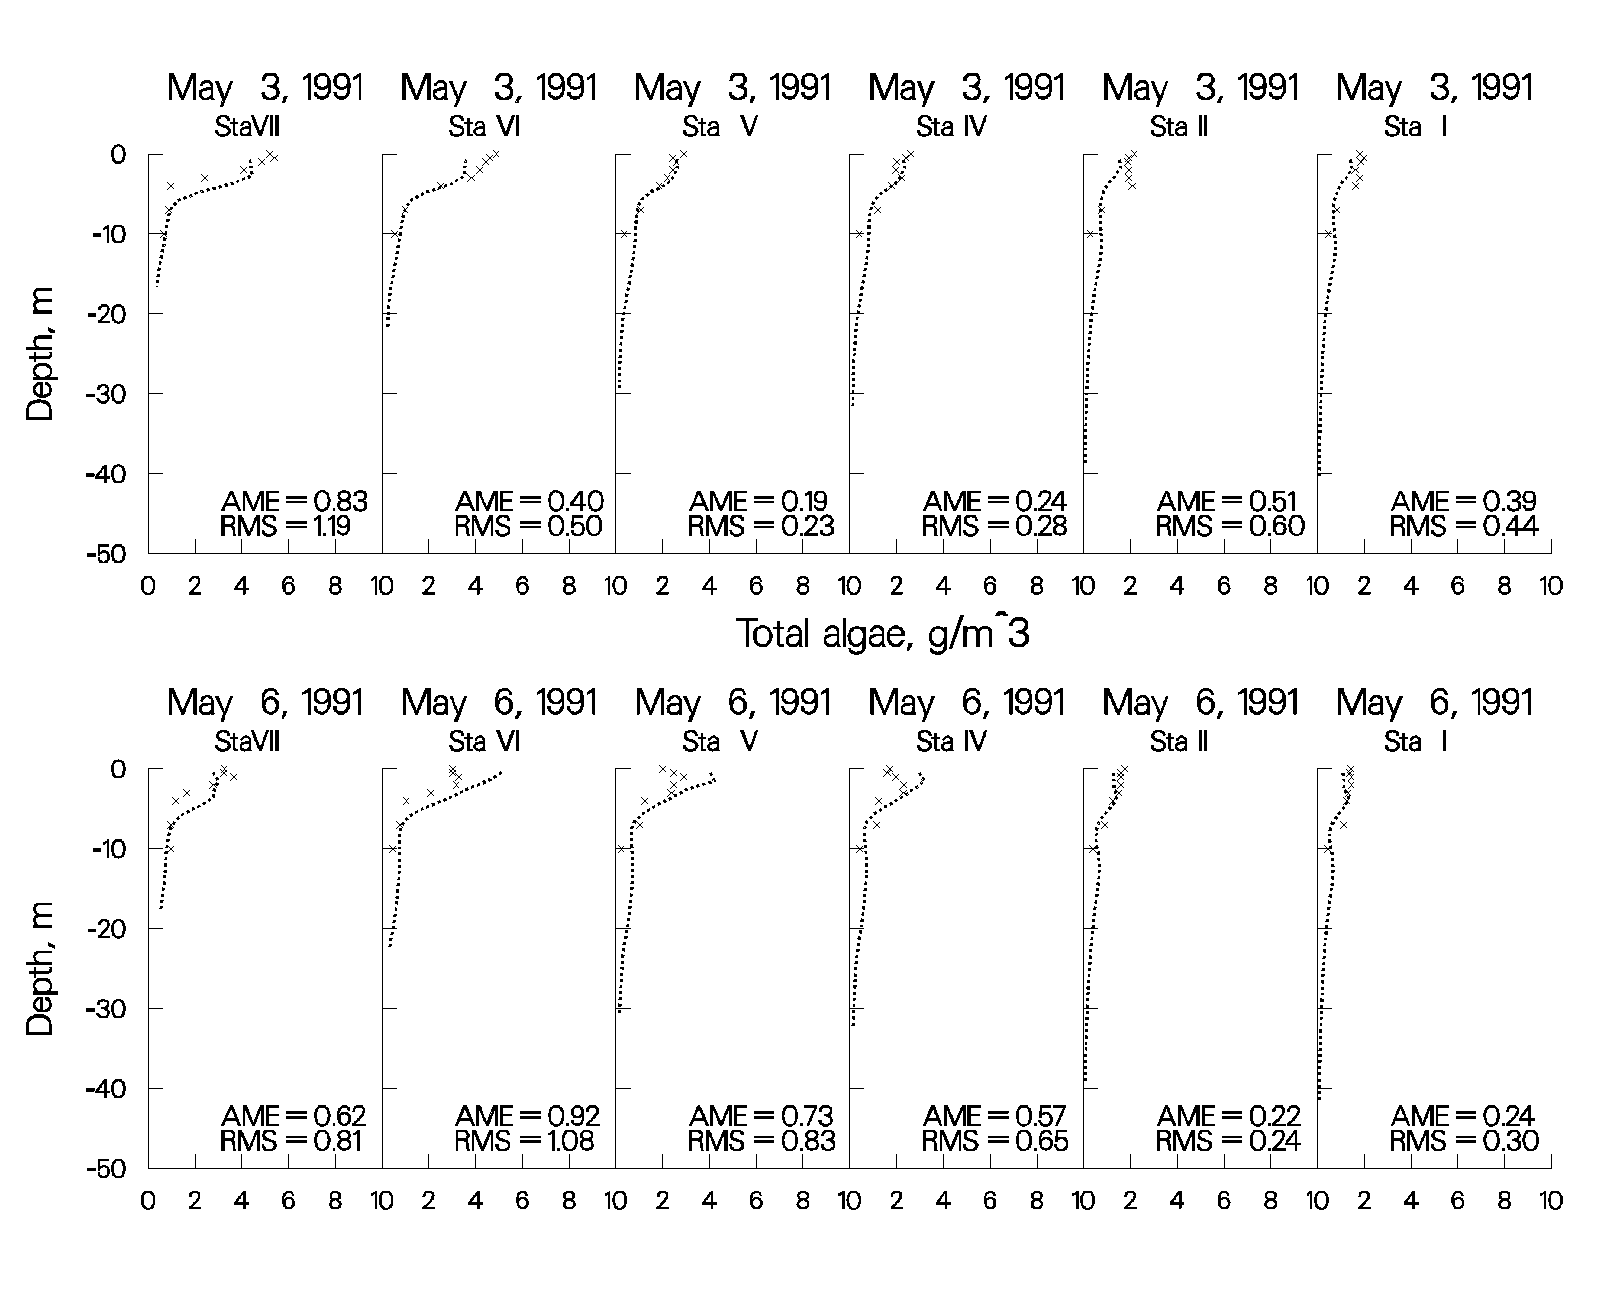 May 3, 1991 May 3, 1991 May 3, 1991 May 3, 1991 May 3, 1991 May 3, 1991
StaVII Sta VI Sta V Sta IV Sta II Sta I
0
-10
-20
Depth, m
-30
-40
AME = 0.83 AME = 0.40 AME = 0.19 AME = 0.24 AME = 0.51 AME = 0.39
RMS = 1.19 RMS = 0.50 RMS = 0.23 RMS = 0.28 RMS = 0.60 RMS = 0.44
-50
0 2 4 6 8 10 2 4 6 8 10 2 4 6 8 10 2 4 6 8 10 2 4 6 8 10 2 4 6 8 10
Total algae, g/m^3
May 6, 1991 May 6, 1991 May 6, 1991 May 6, 1991 May 6, 1991 May 6, 1991
StaVII Sta VI Sta V Sta IV Sta II Sta I
0
-10
-20
Depth, m
-30
-40
AME = 0.62 AME = 0.92 AME = 0.73 AME = 0.57 AME = 0.22 AME = 0.24
RMS = 0.81 RMS = 1.08 RMS = 0.83 RMS = 0.65 RMS = 0.24 RMS = 0.30
-50
0 2 4 6 8 10 2 4 6 8 10 2 4 6 8 10 2 4 6 8 10 2 4 6 8 10 2 4 6 8 10